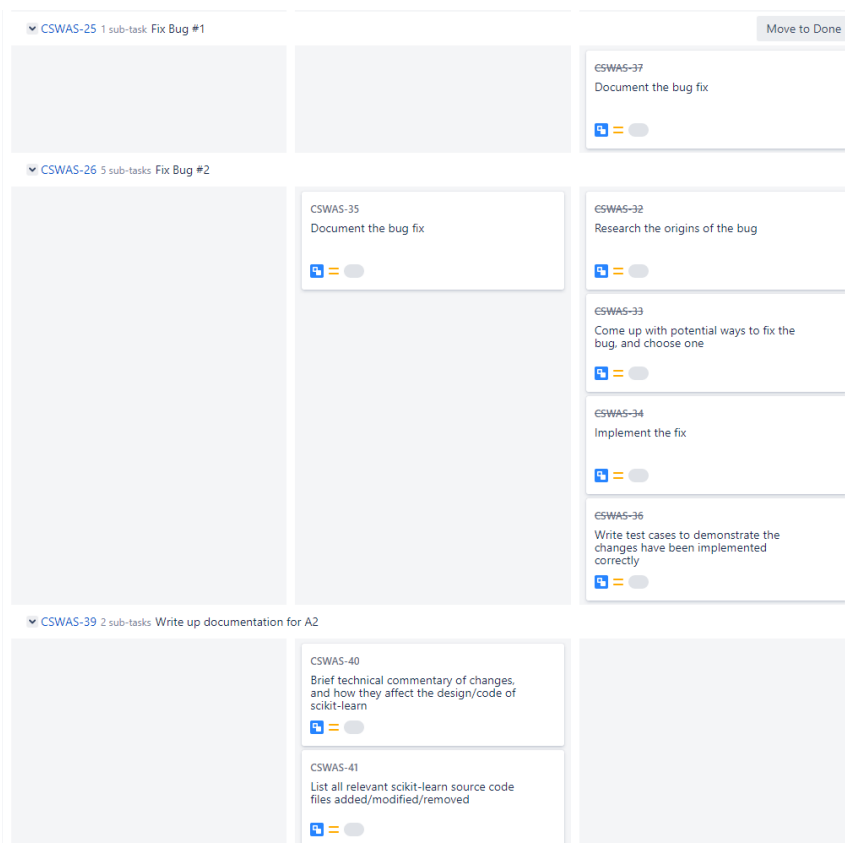 CSWAS-25 1 sub-task Fix Bug #1
Move to Done
CSWAS-37
Document the bug fix
CSWAS-26 5 sub-tasks Fix Bug #2
CSWAS-35
Document the bug fix
CSWAS-32
Research the origins of the bug
CSWAS-33
Come up with potential ways to fix the
bug, and choose one
CSWAS-34
Implement the fix
CSWAS-36
Write test cases to demonstrate the
changes have been implemented
correctly
CSWAS-39 2 sub-tasks Write up documentation for A2
CSWAS-40
Brief technical commentary of changes,
and how they affect the design/code of
scikit-learn
CSWAS-41
List all relevant scikit-learn source code
files added/modified/removed